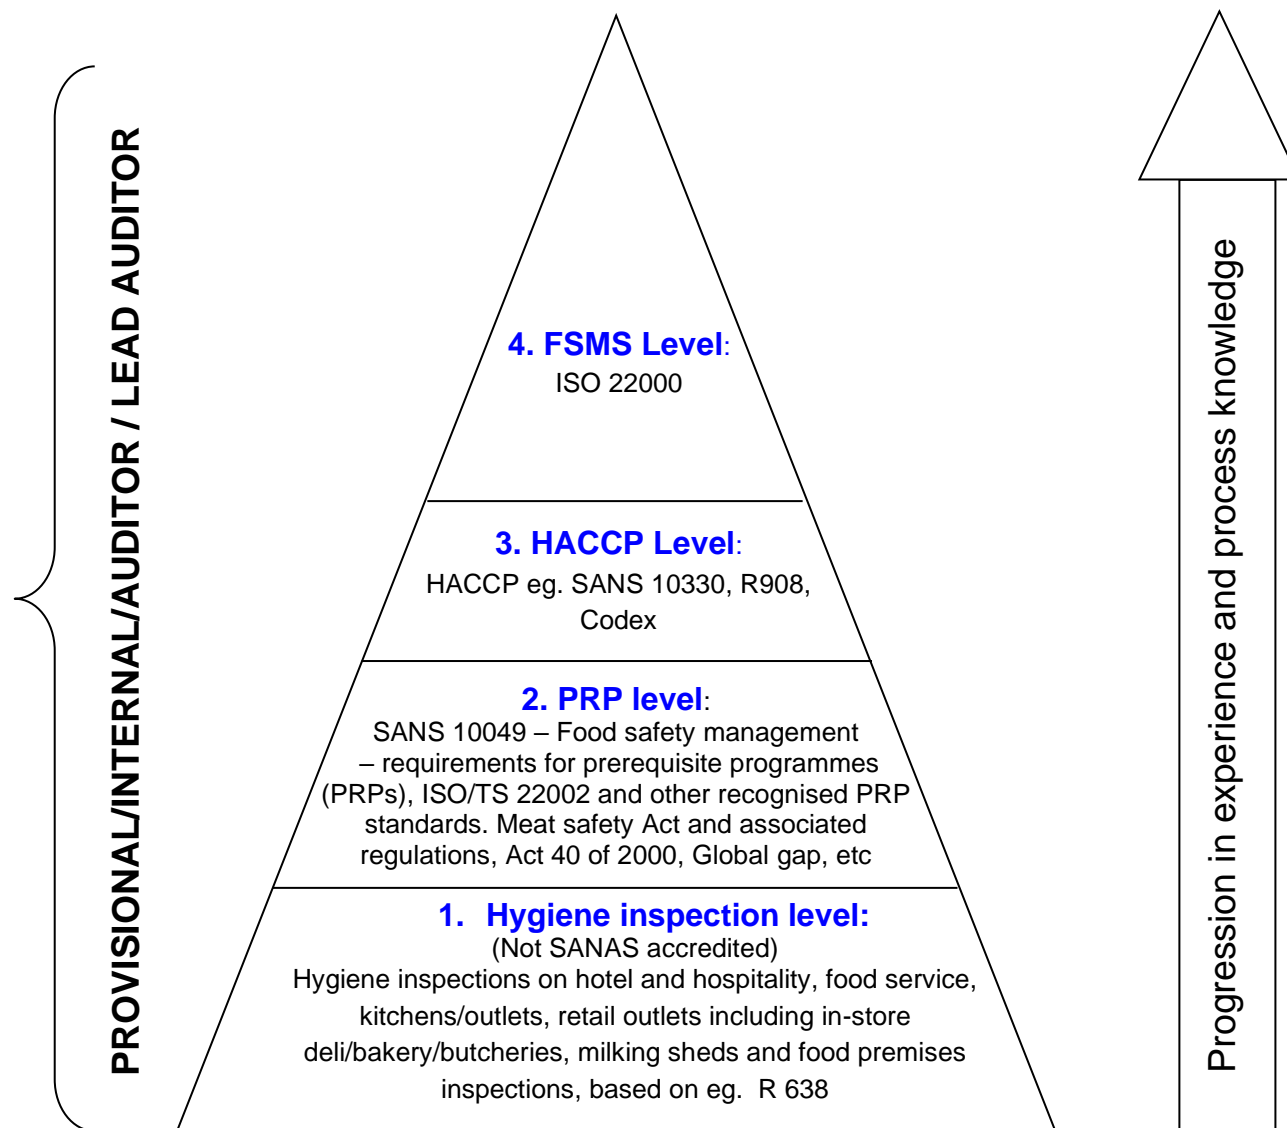 PROVISIONAL/INTERNAL/AUDITOR / LEAD AUDITOR
4. FSMS Level:
ISO 22000
3. HACCP Level:
HACCP eg. SANS 10330, R908,
Codex
2. PRP level:
SANS 10049 – Food safety management
– requirements for prerequisite programmes
(PRPs), ISO/TS 22002 and other recognised PRP
standards. Meat safety Act and associated
regulations, Act 40 of 2000, Global gap, etc
1. Hygiene inspection level:
(Not SANAS accredited)
Hygiene inspections on hotel and hospitality, food service,
kitchens/outlets, retail outlets including in-store
deli/bakery/butcheries, milking sheds and food premises
inspections, based on eg. R 638
Progression in experience and process knowledge